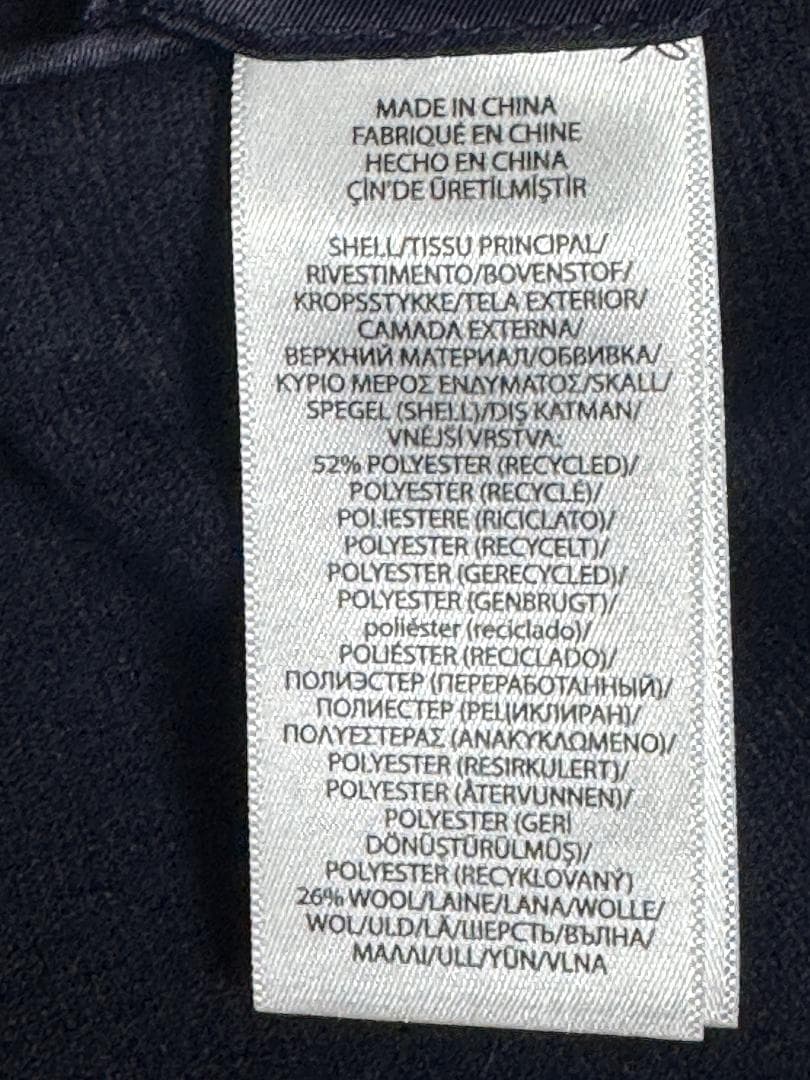 MADE IN CHINA
FABRIQUÉ EN CHINE
HECHO EN CHINA
ÇİN'DE ÜRETİLMİŞTİR
SHELL/TISSU PRINCIPAL/
RIVESTIMENTO/BOVENSTOF/
KROPSSTYKKE/TELA EXTERIOR/
CAMADA EXTERNA/
ВЕРХНИЙ МАТЕРИАЛ/ОБВИВКА/
ΚΥΡΙΟ ΜΕΡΟΣ ΕΝΔΥΜΑΤΟΣ/SKALL/
SPEGEL (SHELL)/DIŞ KATMAN/
VNĚJŠÍ VRSTVA:
52% POLYESTER (RECYCLED)/
POLYESTER (RECYCLÉ)/
POLIESTERE (RICICLATO)/
POLYESTER (RECYCELT)/
POLYESTER (GERECYCLED)/
POLYESTER (GENBRUGT)/
poliéster (reciclado)/
POLIÉSTER (RECICLADO)/
ПОЛИЭСТЕР (ПЕРЕРАБОТАННЫЙ)/
ПОЛИЕСТЕР (РЕЦИКЛИРАН)/
ΠΟΛΥΕΣΤΕΡΑΣ (ΑΝΑΚΥΚΛΩΜΕΝΟ)/
POLYESTER (RESIRKULERT)/
POLYESTER (ÅTERVUNNEN)/
POLYESTER (GERİ
DÖNÜŞTÜRÜLMÜŞ)/
POLYESTER (RECYKLOVANÝ)
26% WOOL/LAINE/LANA/WOLLE/
WOL/ULD/LÃ/ШЕРСТЬ/ВЪЛНА/
ΜΑΛΛΙ/ULL/YÜN/VLNA